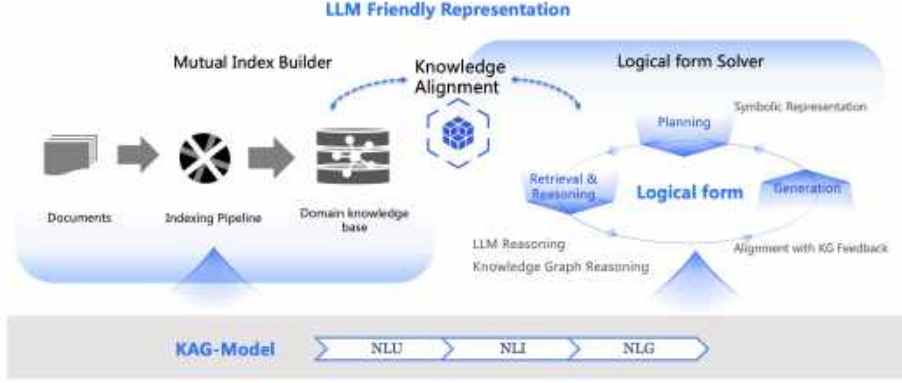 LLM Friendly Representation
Mutual Index Builder
Knowledge
Alignment
Logical form Solver
Documents
Indexing Pipeline
Domain knowledge
base
Planning
Symbolic Representation
Retrieval &
Reasoning
Logical form
Generation
LLM Reasoning
Knowledge Graph Reasoning
Alignment with KG Feedback
KAG-Model
NLU
NLI
NLG